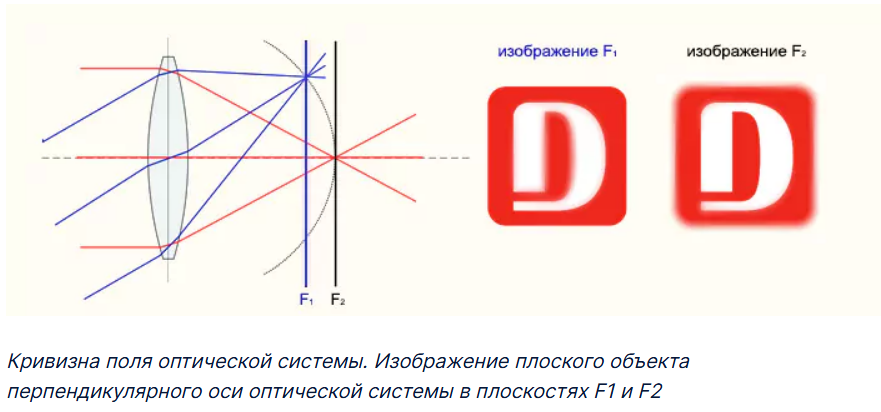 изображение F₁
изображение F₂
D
D
F₁
F₂
Кривизна поля оптической системы. Изображение плоского объекта
перпендикулярного оси оптической системы в плоскостях F1 и F2